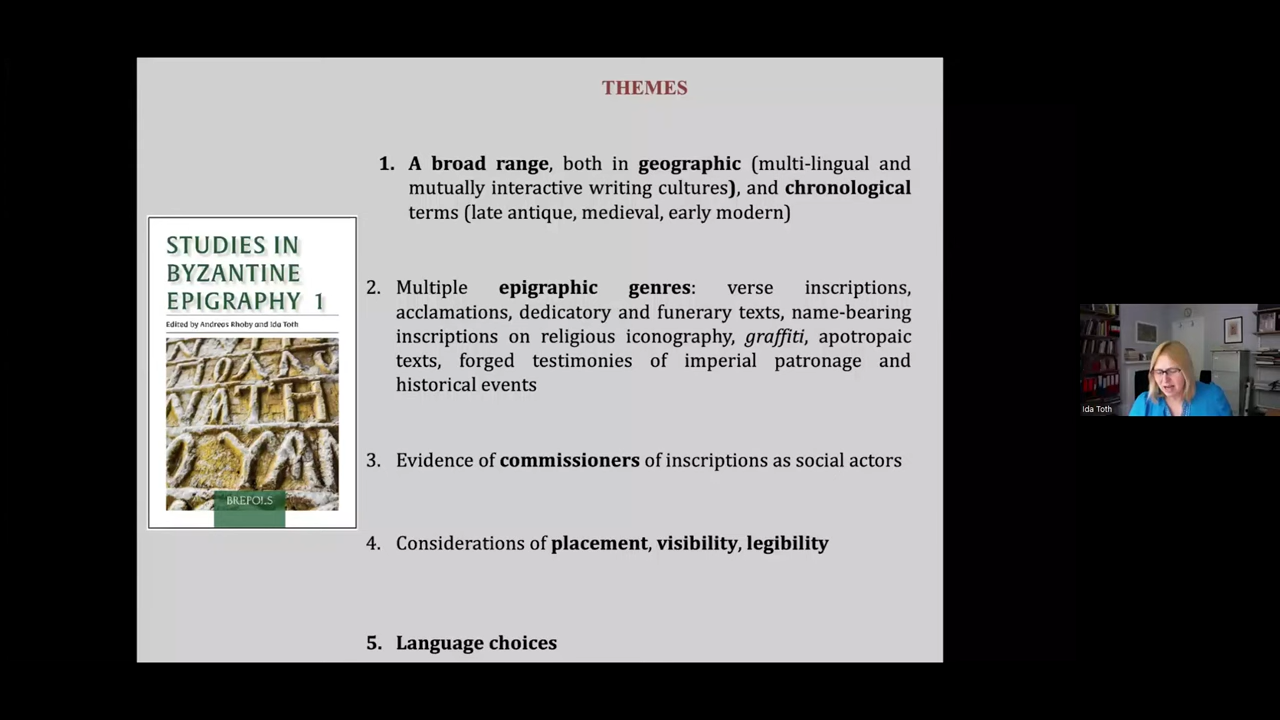 THEMES
1. A broad range, both in geographic (multi-lingual and
mutually interactive writing cultures), and chronological
terms (late antique, medieval, early modern)
STUDIES IN
BYZANTINE
EPIGRAPHY 1
Edited by Andreas Rhoby and Ida Toth
BREPOLS
2. Multiple epigraphic genres: verse inscriptions,
acclamations, dedicatory and funerary texts, name-bearing
inscriptions on religious iconography, graffiti, apotropaic
texts, forged testimonies of imperial patronage and
historical events
3. Evidence of commissioners of inscriptions as social actors
4. Considerations of placement, visibility, legibility
5. Language choices
Ida Toth